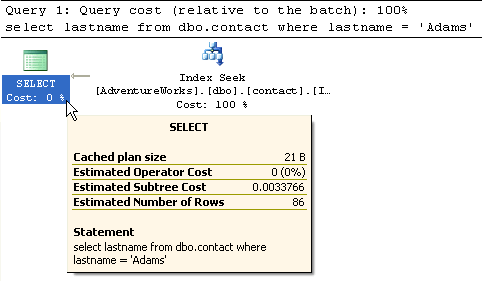 Query 1: Query cost (relative to the batch): 100%
select lastname from dbo.contact where lastname = 'Adams'
SELECT
Cost: 0 %
Index Seek
[AdventureWorks].[dbo].[contact].[I…
Cost: 100 %
SELECT
Cached plan size 21 B
Estimated Operator Cost 0 (0%)
Estimated Subtree Cost 0.0033766
Estimated Number of Rows 86
Statement
select lastname from dbo.contact where
lastname = 'Adams'